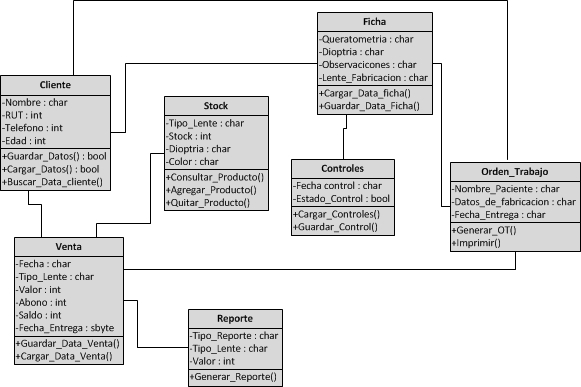 Ficha
-Queratometria : char
-Dioptria : char
-Observacicones : char
-Lente_Fabricacion : char
+Cargar_Data_ficha()
+Guardar_Data_Ficha()
Cliente
-Nombre : char
-RUT : int
-Telefono : int
-Edad : int
+Guardar_Datos() : bool
+Cargar_Datos() : bool
+Buscar_Data_cliente()
Stock
-Tipo_Lente : char
-Stock : int
-Dioptria : char
-Color : char
+Consultar_Producto()
+Agregar_Producto()
+Quitar_Producto()
Controles
-Fecha control : char
-Estado_Control : bool
+Cargar_Controles()
+Guardar_Control()
Orden_Trabajo
-Nombre_Paciente : char
-Datos_de_fabricacion : char
-Fecha_Entrega : char
+Generar_OT()
+Imprimir()
Venta
-Fecha : char
-Tipo_Lente : char
-Valor : int
-Abono : int
-Saldo : int
-Fecha_Entrega : sbyte
+Guardar_Data_Venta()
+Cargar_Data_Venta()
Reporte
-Tipo_Reporte : char
-Tipo_Lente : char
-Valor : int
+Generar_Reporte()